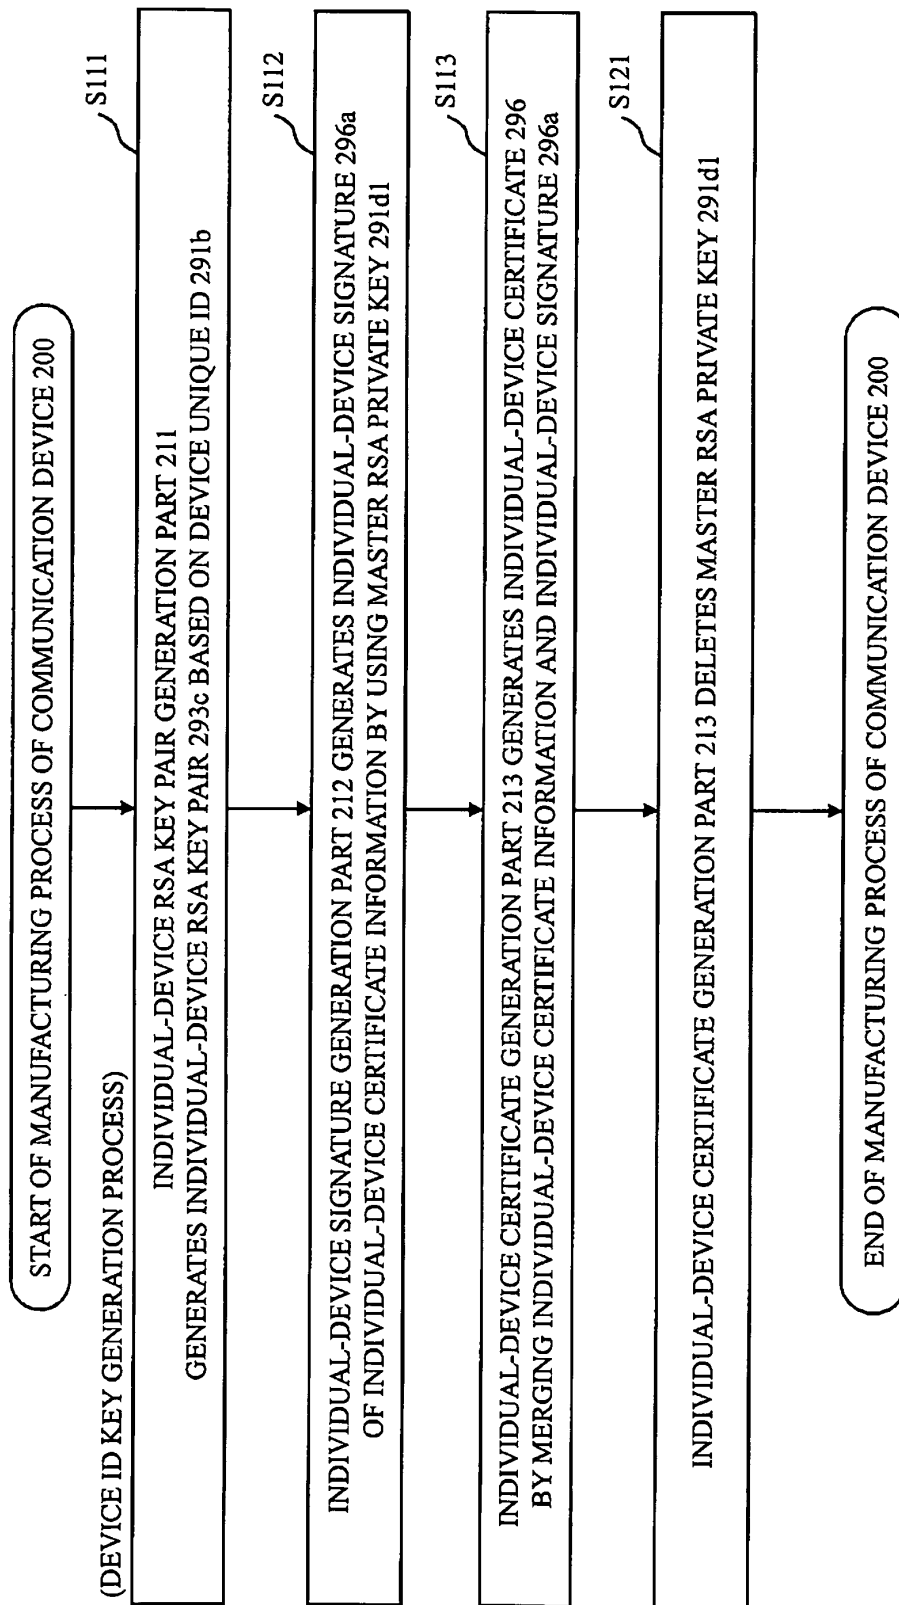 START OF MANUFACTURING PROCESS OF COMMUNICATION DEVICE 200
(DEVICE ID KEY GENERATION PROCESS)
S111
INDIVIDUAL-DEVICE RSA KEY PAIR GENERATION PART 211
GENERATES INDIVIDUAL-DEVICE RSA KEY PAIR 293c BASED ON DEVICE UNIQUE ID 291b
S112
INDIVIDUAL-DEVICE SIGNATURE GENERATION PART 212 GENERATES INDIVIDUAL-DEVICE SIGNATURE 296a
OF INDIVIDUAL-DEVICE CERTIFICATE INFORMATION BY USING MASTER RSA PRIVATE KEY 291d1
S113
INDIVIDUAL-DEVICE CERTIFICATE GENERATION PART 213 GENERATES INDIVIDUAL-DEVICE CERTIFICATE 296
BY MERGING INDIVIDUAL-DEVICE CERTIFICATE INFORMATION AND INDIVIDUAL-DEVICE SIGNATURE 296a
S121
INDIVIDUAL-DEVICE CERTIFICATE GENERATION PART 213 DELETES MASTER RSA PRIVATE KEY 291d1
END OF MANUFACTURING PROCESS OF COMMUNICATION DEVICE 200